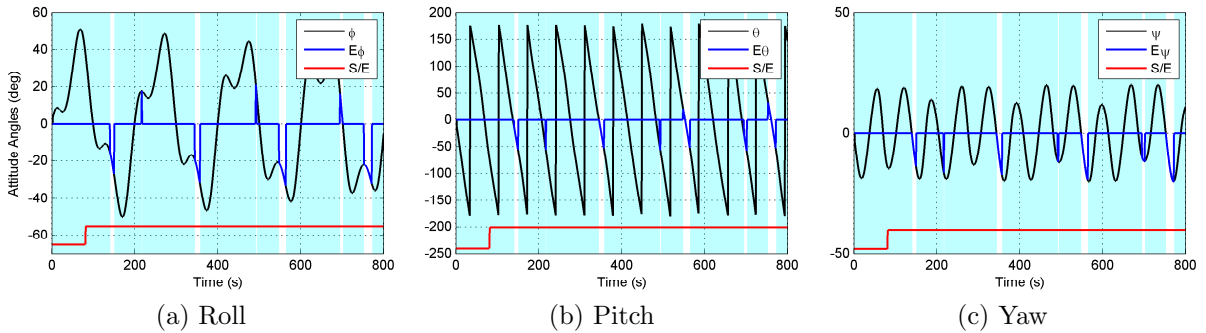 60
40
20
0
-20
-40
-60
0 200 400 600 800
Attitude Angles (deg)
Time (s)
ϕ
Eϕ
S/E
(a) Roll
200
150
100
50
0
-50
-100
-150
-200
-250
0 200 400 600 800
Time (s)
θ
Eθ
S/E
(b) Pitch
50
0
-50
0 200 400 600 800
Time (s)
ψ
Eψ
S/E
(c) Yaw